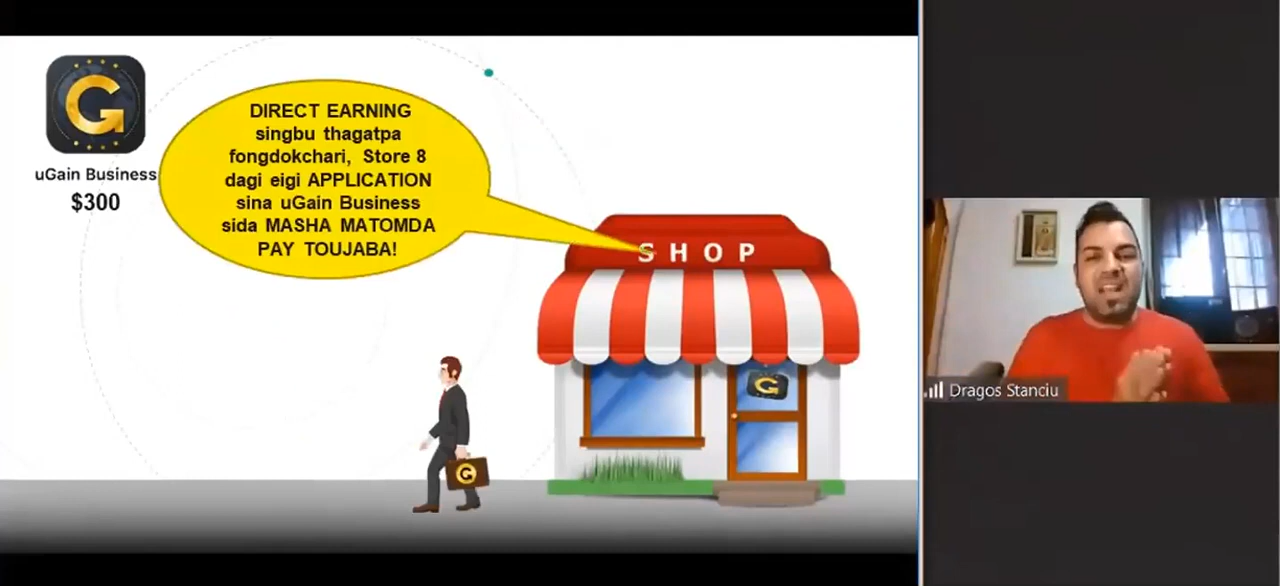 G
uGain Business
$300
DIRECT EARNING
singbu thagatpa
fongdokchari, Store 8
dagi eigi APPLICATION
sina uGain Business
sida MASHA MATOMDA
PAY TOUJABA!
SHOP
G
G
Dragos Stanciu